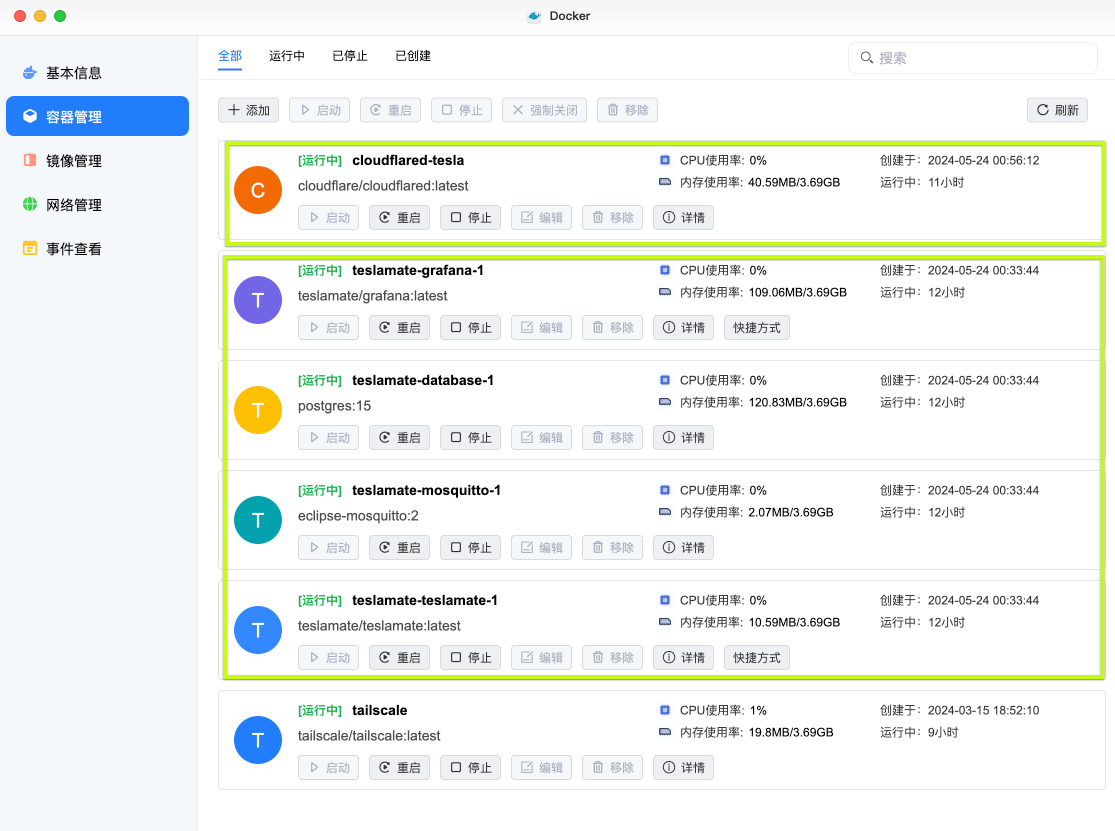 Docker
基本信息
容器管理
镜像管理
网络管理
事件查看
全部 运行中 已停止 已创建
搜索
添加 启动 重启 停止 强制关闭 移除 刷新
C
[运行中] cloudflared-tesla
cloudflare/cloudflared:latest
CPU使用率: 0%
内存使用率: 40.59MB/3.69GB
创建于: 2024-05-24 00:56:12
运行中: 11小时
启动 重启 停止 编辑 移除 详情
T
[运行中] teslamate-grafana-1
teslamate/grafana:latest
CPU使用率: 0%
内存使用率: 109.06MB/3.69GB
创建于: 2024-05-24 00:33:44
运行中: 12小时
启动 重启 停止 编辑 移除 详情 快捷方式
T
[运行中] teslamate-database-1
postgres:15
CPU使用率: 0%
内存使用率: 120.83MB/3.69GB
创建于: 2024-05-24 00:33:44
运行中: 12小时
启动 重启 停止 编辑 移除 详情
T
[运行中] teslamate-mosquitto-1
eclipse-mosquitto:2
CPU使用率: 0%
内存使用率: 2.07MB/3.69GB
创建于: 2024-05-24 00:33:44
运行中: 12小时
启动 重启 停止 编辑 移除 详情
T
[运行中] teslamate-teslamate-1
teslamate/teslamate:latest
CPU使用率: 0%
内存使用率: 10.59MB/3.69GB
创建于: 2024-05-24 00:33:44
运行中: 12小时
启动 重启 停止 编辑 移除 详情 快捷方式
T
[运行中] tailscale
tailscale/tailscale:latest
CPU使用率: 1%
内存使用率: 19.8MB/3.69GB
创建于: 2024-03-15 18:52:10
运行中: 9小时
启动 重启 停止 编辑 移除 详情